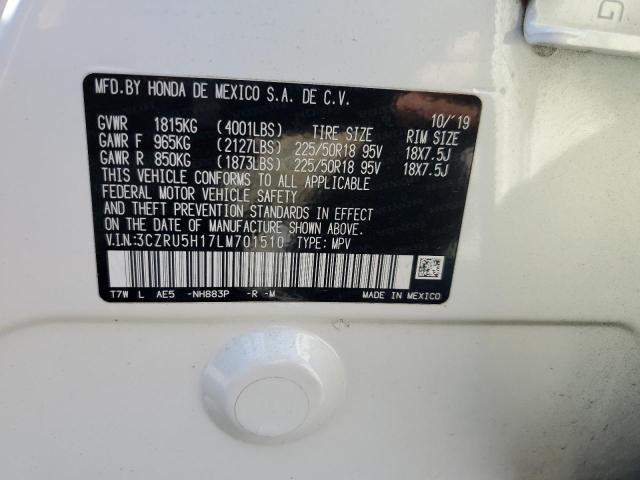 MFD.BY HONDA DE MEXICO S.A. DE C.V.
10/'19
GVWR 1815KG (4001LBS) TIRE SIZE RIM SIZE
GAWR F 965KG (2127LBS) 225/50R18 95V 18X7.5J
GAWR R 850KG (1873LBS) 225/50R18 95V 18X7.5J
THIS VEHICLE CONFORMS TO ALL APPLICABLE
FEDERAL MOTOR VEHICLE SAFETY
AND THEFT PREVENTION STANDARDS IN EFFECT
ON THE DATE OF MANUFACTURE SHOWN ABOVE.
V.I.N:3CZRU5H17LM701510 TYPE: MPV
T7W L AE5 -NH883P -R -M MADE IN MEXICO